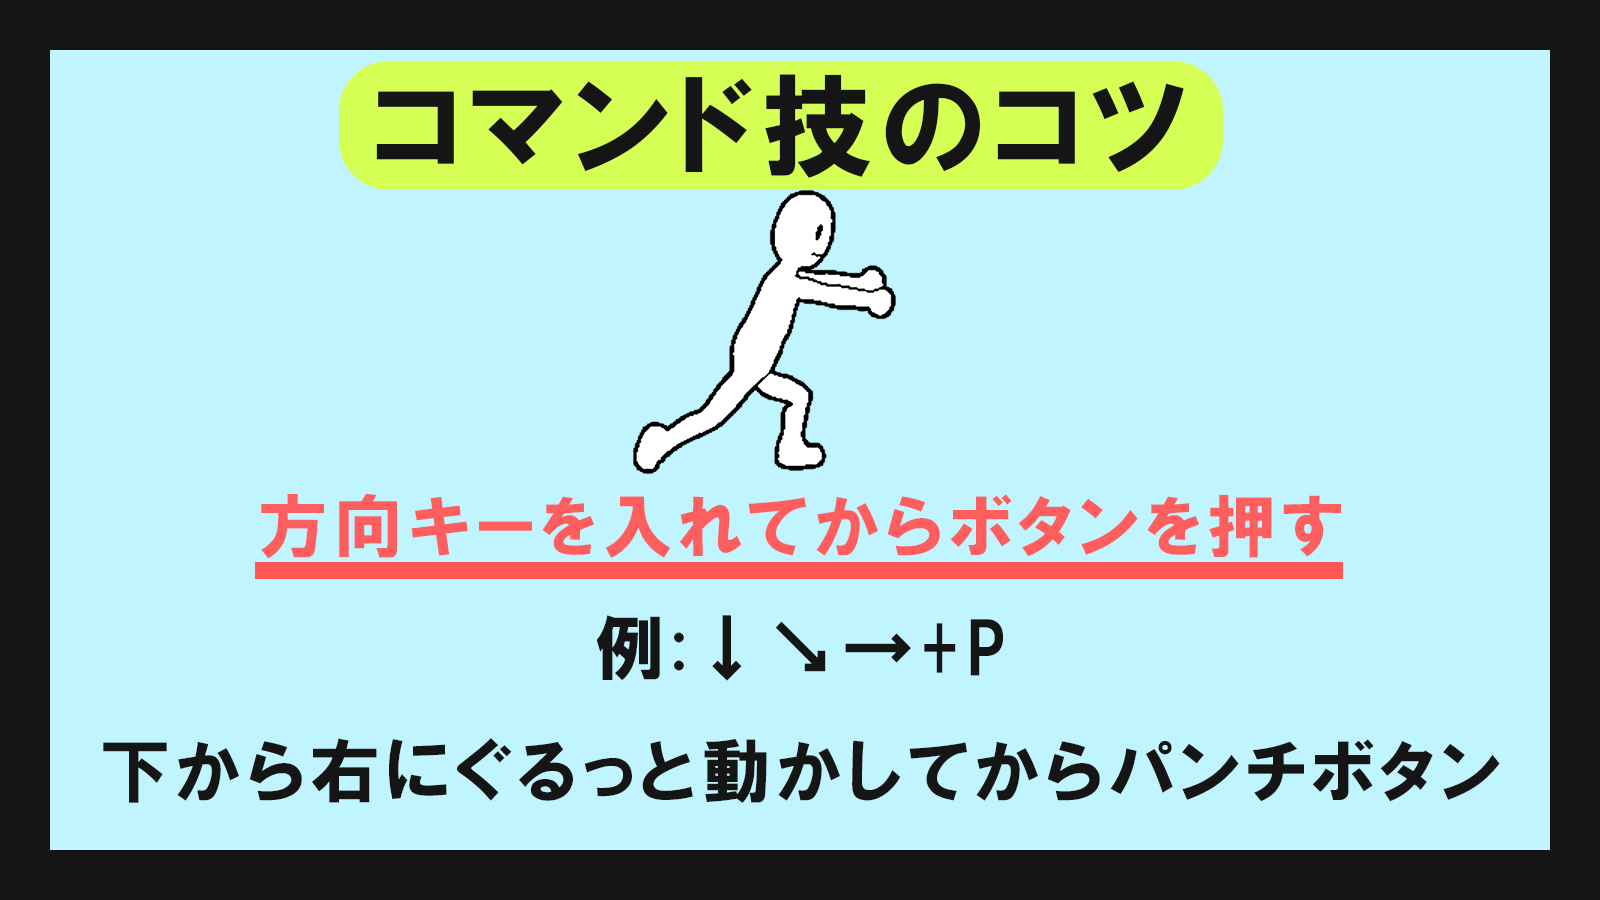 コマンド技のコツ
方向キーを入れてからボタンを押す
例:↓↘→+P
下から右にぐるっと動かしてからパンチボタン